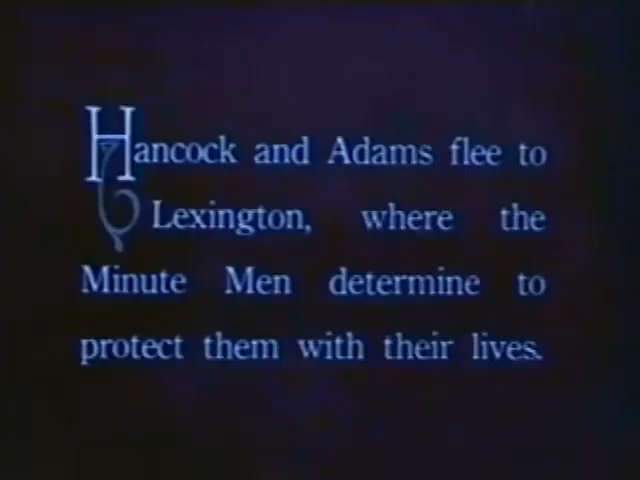 Hancock and Adams flee to
Lexington, where the
Minute Men determine to
protect them with their lives.